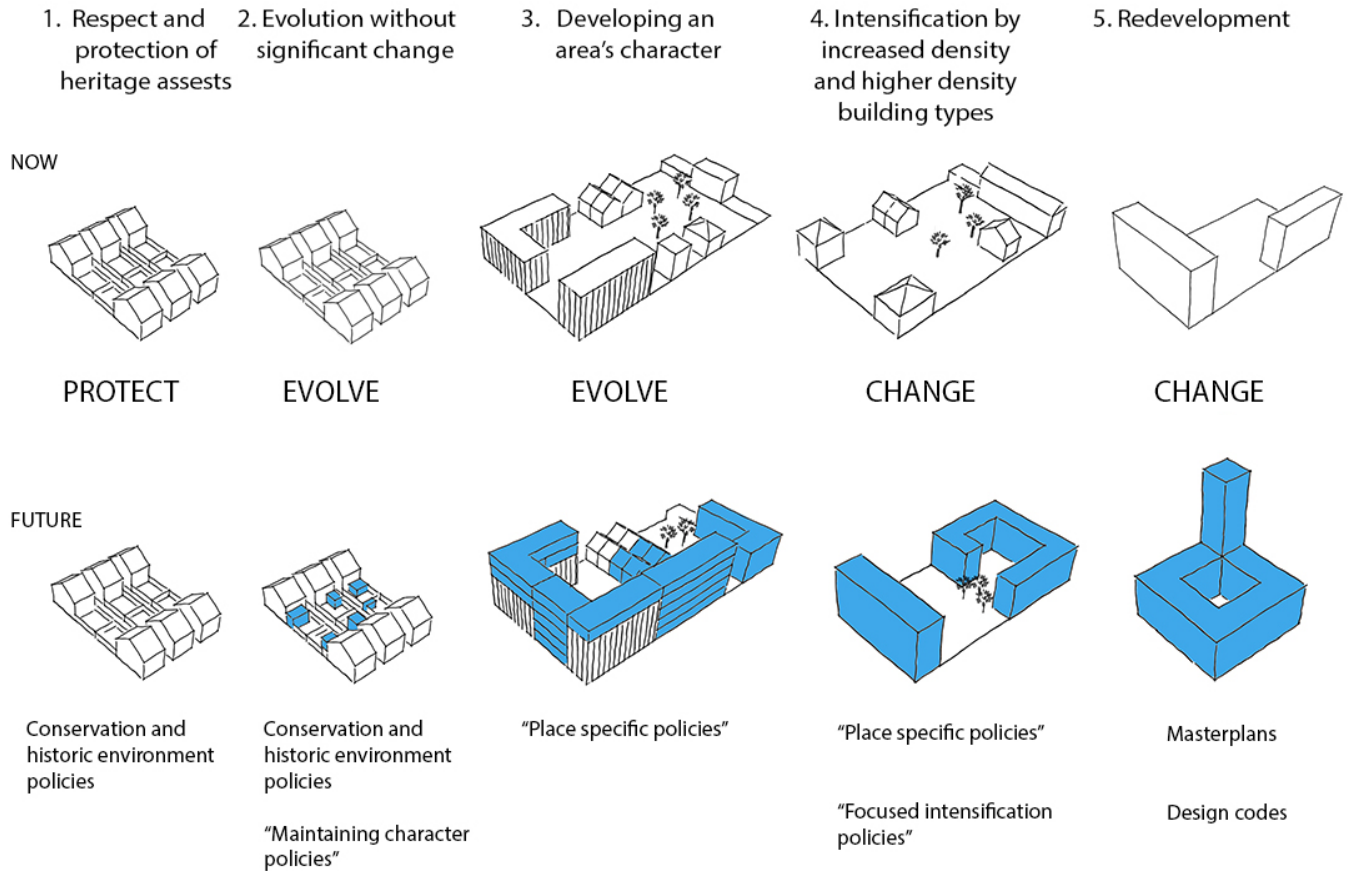 1. Respect and
protection of
heritage assests
2. Evolution without
significant change
3. Developing an
area's character
4. Intensification by
increased density
and higher density
building types
5. Redevelopment
NOW
PROTECT
EVOLVE
EVOLVE
CHANGE
CHANGE
FUTURE
Conservation and
historic environment
policies
Conservation and
historic environment
policies
“Maintaining character
policies”
“Place specific policies”
“Place specific policies”
“Focused intensification
policies”
Masterplans
Design codes